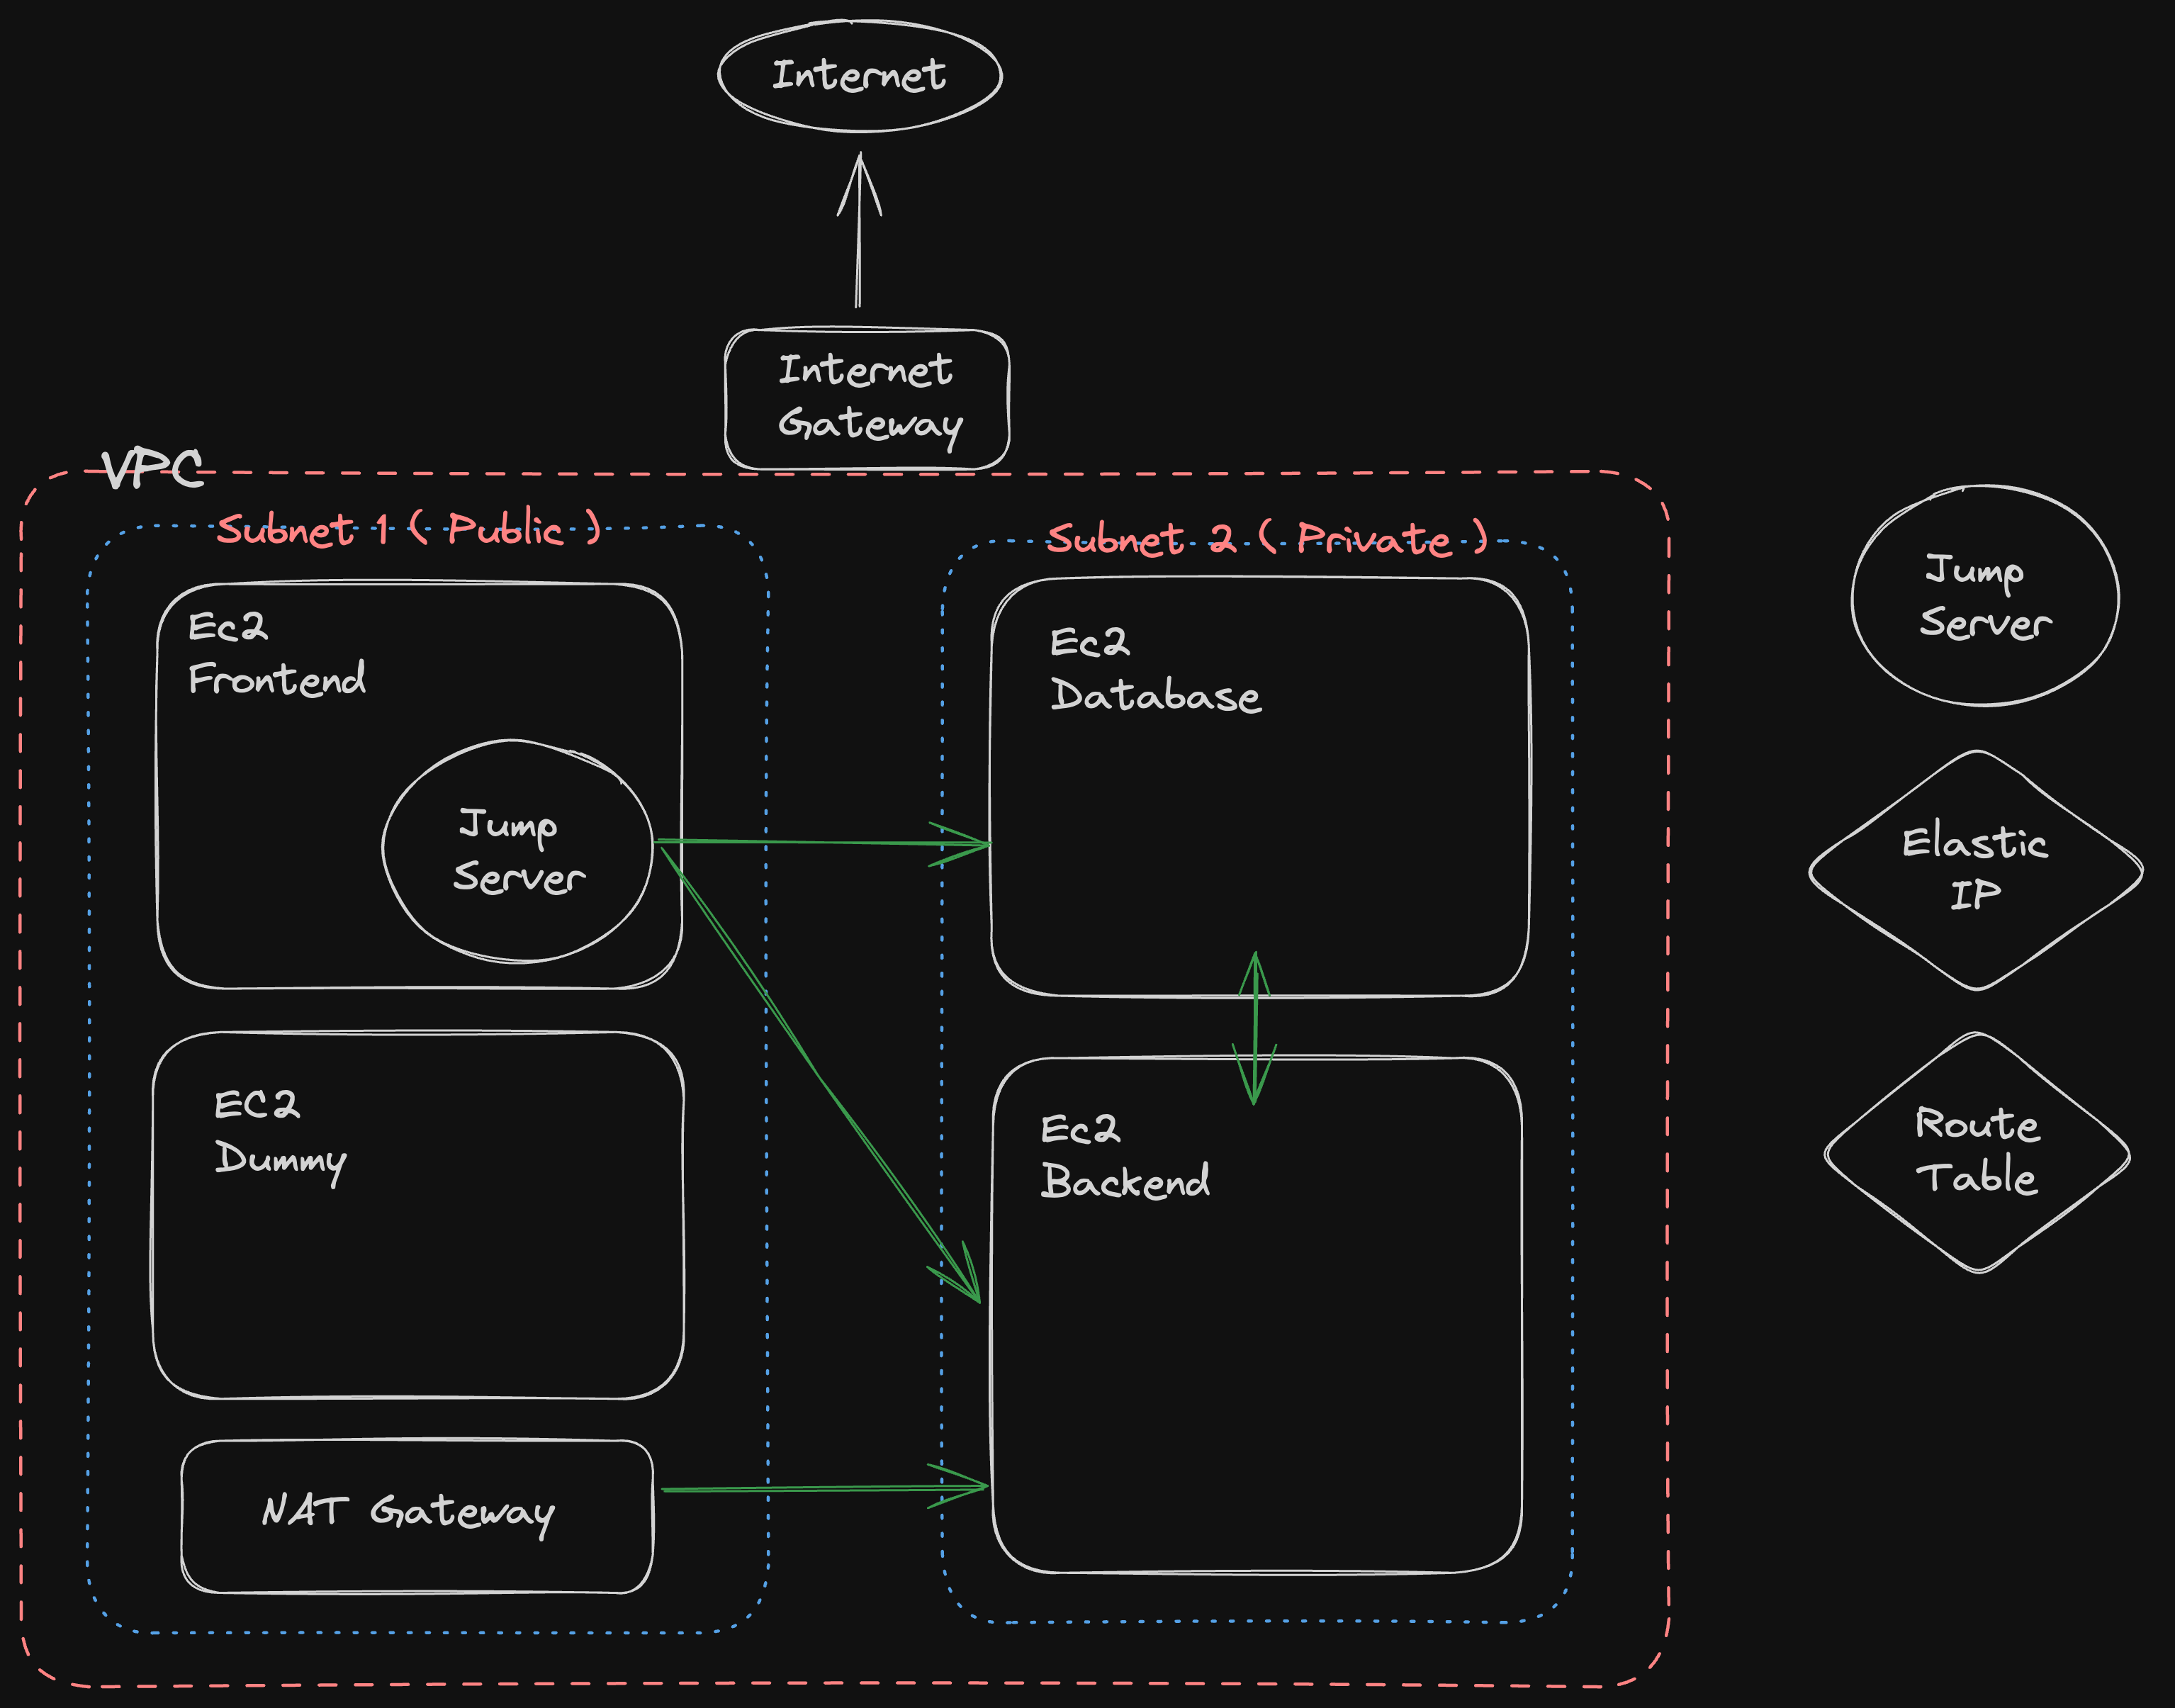 Internet
Internet
Gateway
VPC
Subnet 1 ( Public )
Subnet 2 ( Private )
Ec2
Frontend
Jump
Server
Ec2
Database
EC2
Dummy
Ec2
Backend
NAT Gateway
Jump
Server
Elastic
IP
Route
Table